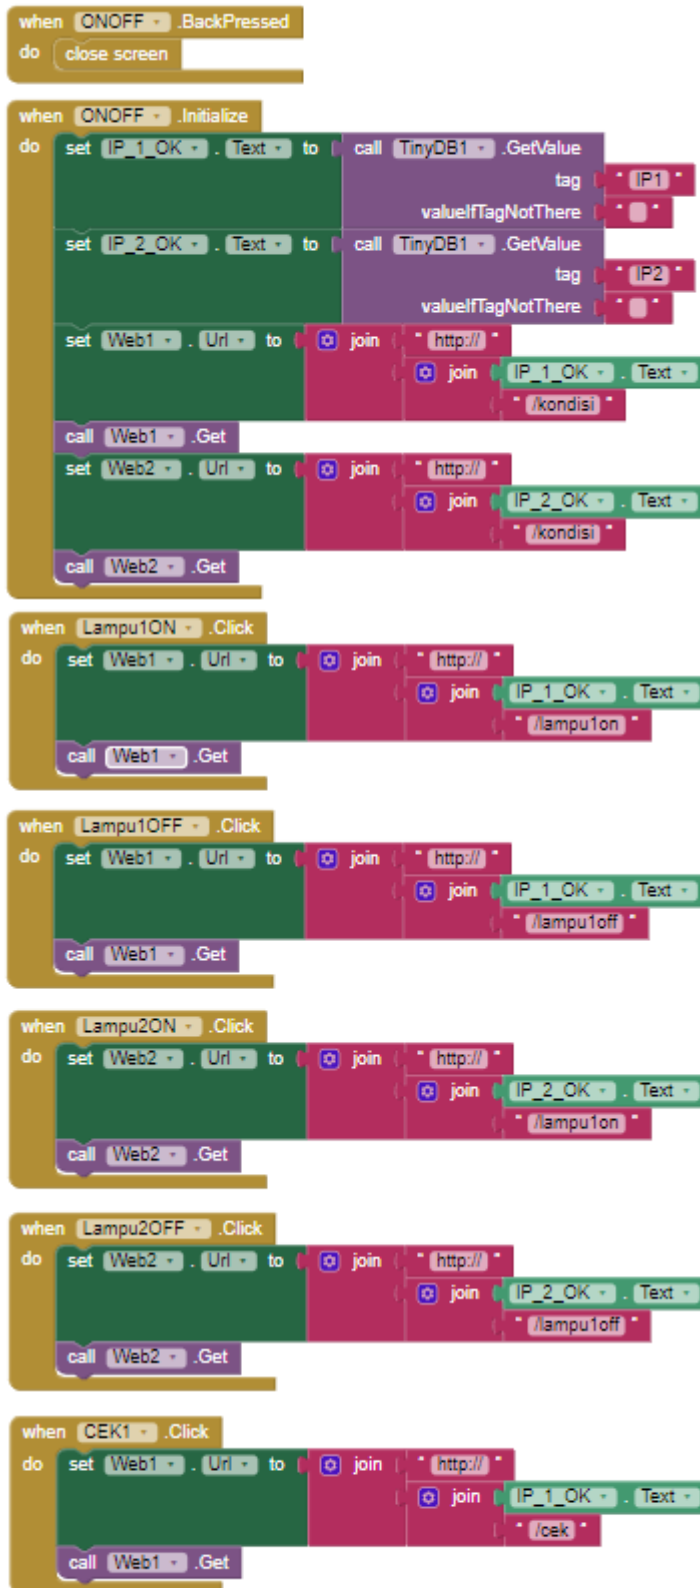 when ONOFF .BackPressed
do close screen
when ONOFF .Initialize
do set IP_1_OK . Text to call TinyDB1 .GetValue
tag " IP1 "
valueIfTagNotThere " "
set IP_2_OK . Text to call TinyDB1 .GetValue
tag " IP2 "
valueIfTagNotThere " "
set Web1 . Url to join " http:// "
join IP_1_OK . Text
" /kondisi "
call Web1 .Get
set Web2 . Url to join " http:// "
join IP_2_OK . Text
" /kondisi "
call Web2 .Get
when Lampu1ON .Click
do set Web1 . Url to join " http:// "
join IP_1_OK . Text
" /lampu1on "
call Web1 .Get
when Lampu1OFF .Click
do set Web1 . Url to join " http:// "
join IP_1_OK . Text
" /lampu1off "
call Web1 .Get
when Lampu2ON .Click
do set Web2 . Url to join " http:// "
join IP_2_OK . Text
" /lampu1on "
call Web2 .Get
when Lampu2OFF .Click
do set Web2 . Url to join " http:// "
join IP_2_OK . Text
" /lampu1off "
call Web2 .Get
when CEK1 .Click
do set Web1 . Url to join " http:// "
join IP_1_OK . Text
" /cek "
call Web1 .Get